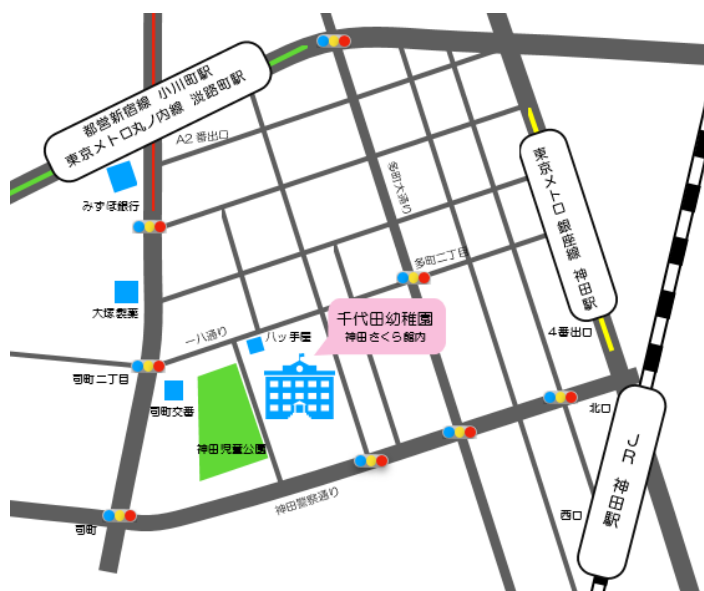 都営新宿線 小川町駅
東京メトロ丸ノ内線 淡路町駅
A2番出口
みずほ銀行
多町大通り
東京メトロ 銀座線 神田駅
多町二丁目
大塚製薬
千代田幼稚園
神田さくら館内
一八通り
八ッ手屋
4番出口
司町二丁目
司町交番
北口
神田児童公園
JR 神田駅
神田警察通り
西口
司町